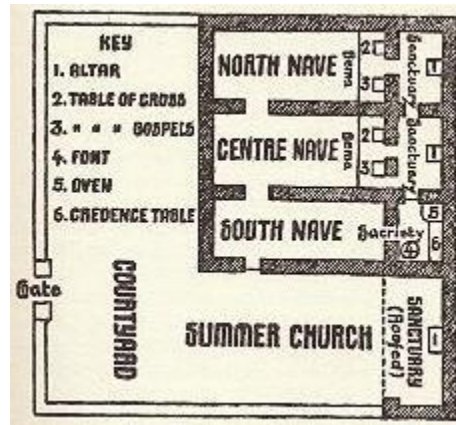 KEY
1. ALTAR
2. TABLE OF CROSS
3. " " " GOSPELS
4. FONT
5. OVEN
6. CREDENCE TABLE
NORTH NAVE
Bema
2
3
Sanctuary
1
CENTRE NAVE
Bema
2
3
Sanctuary
1
SOUTH NAVE
Sacristy
5
6
Gate
COURTYARD
SUMMER CHURCH
SANCTUARY
(Roofed)
1